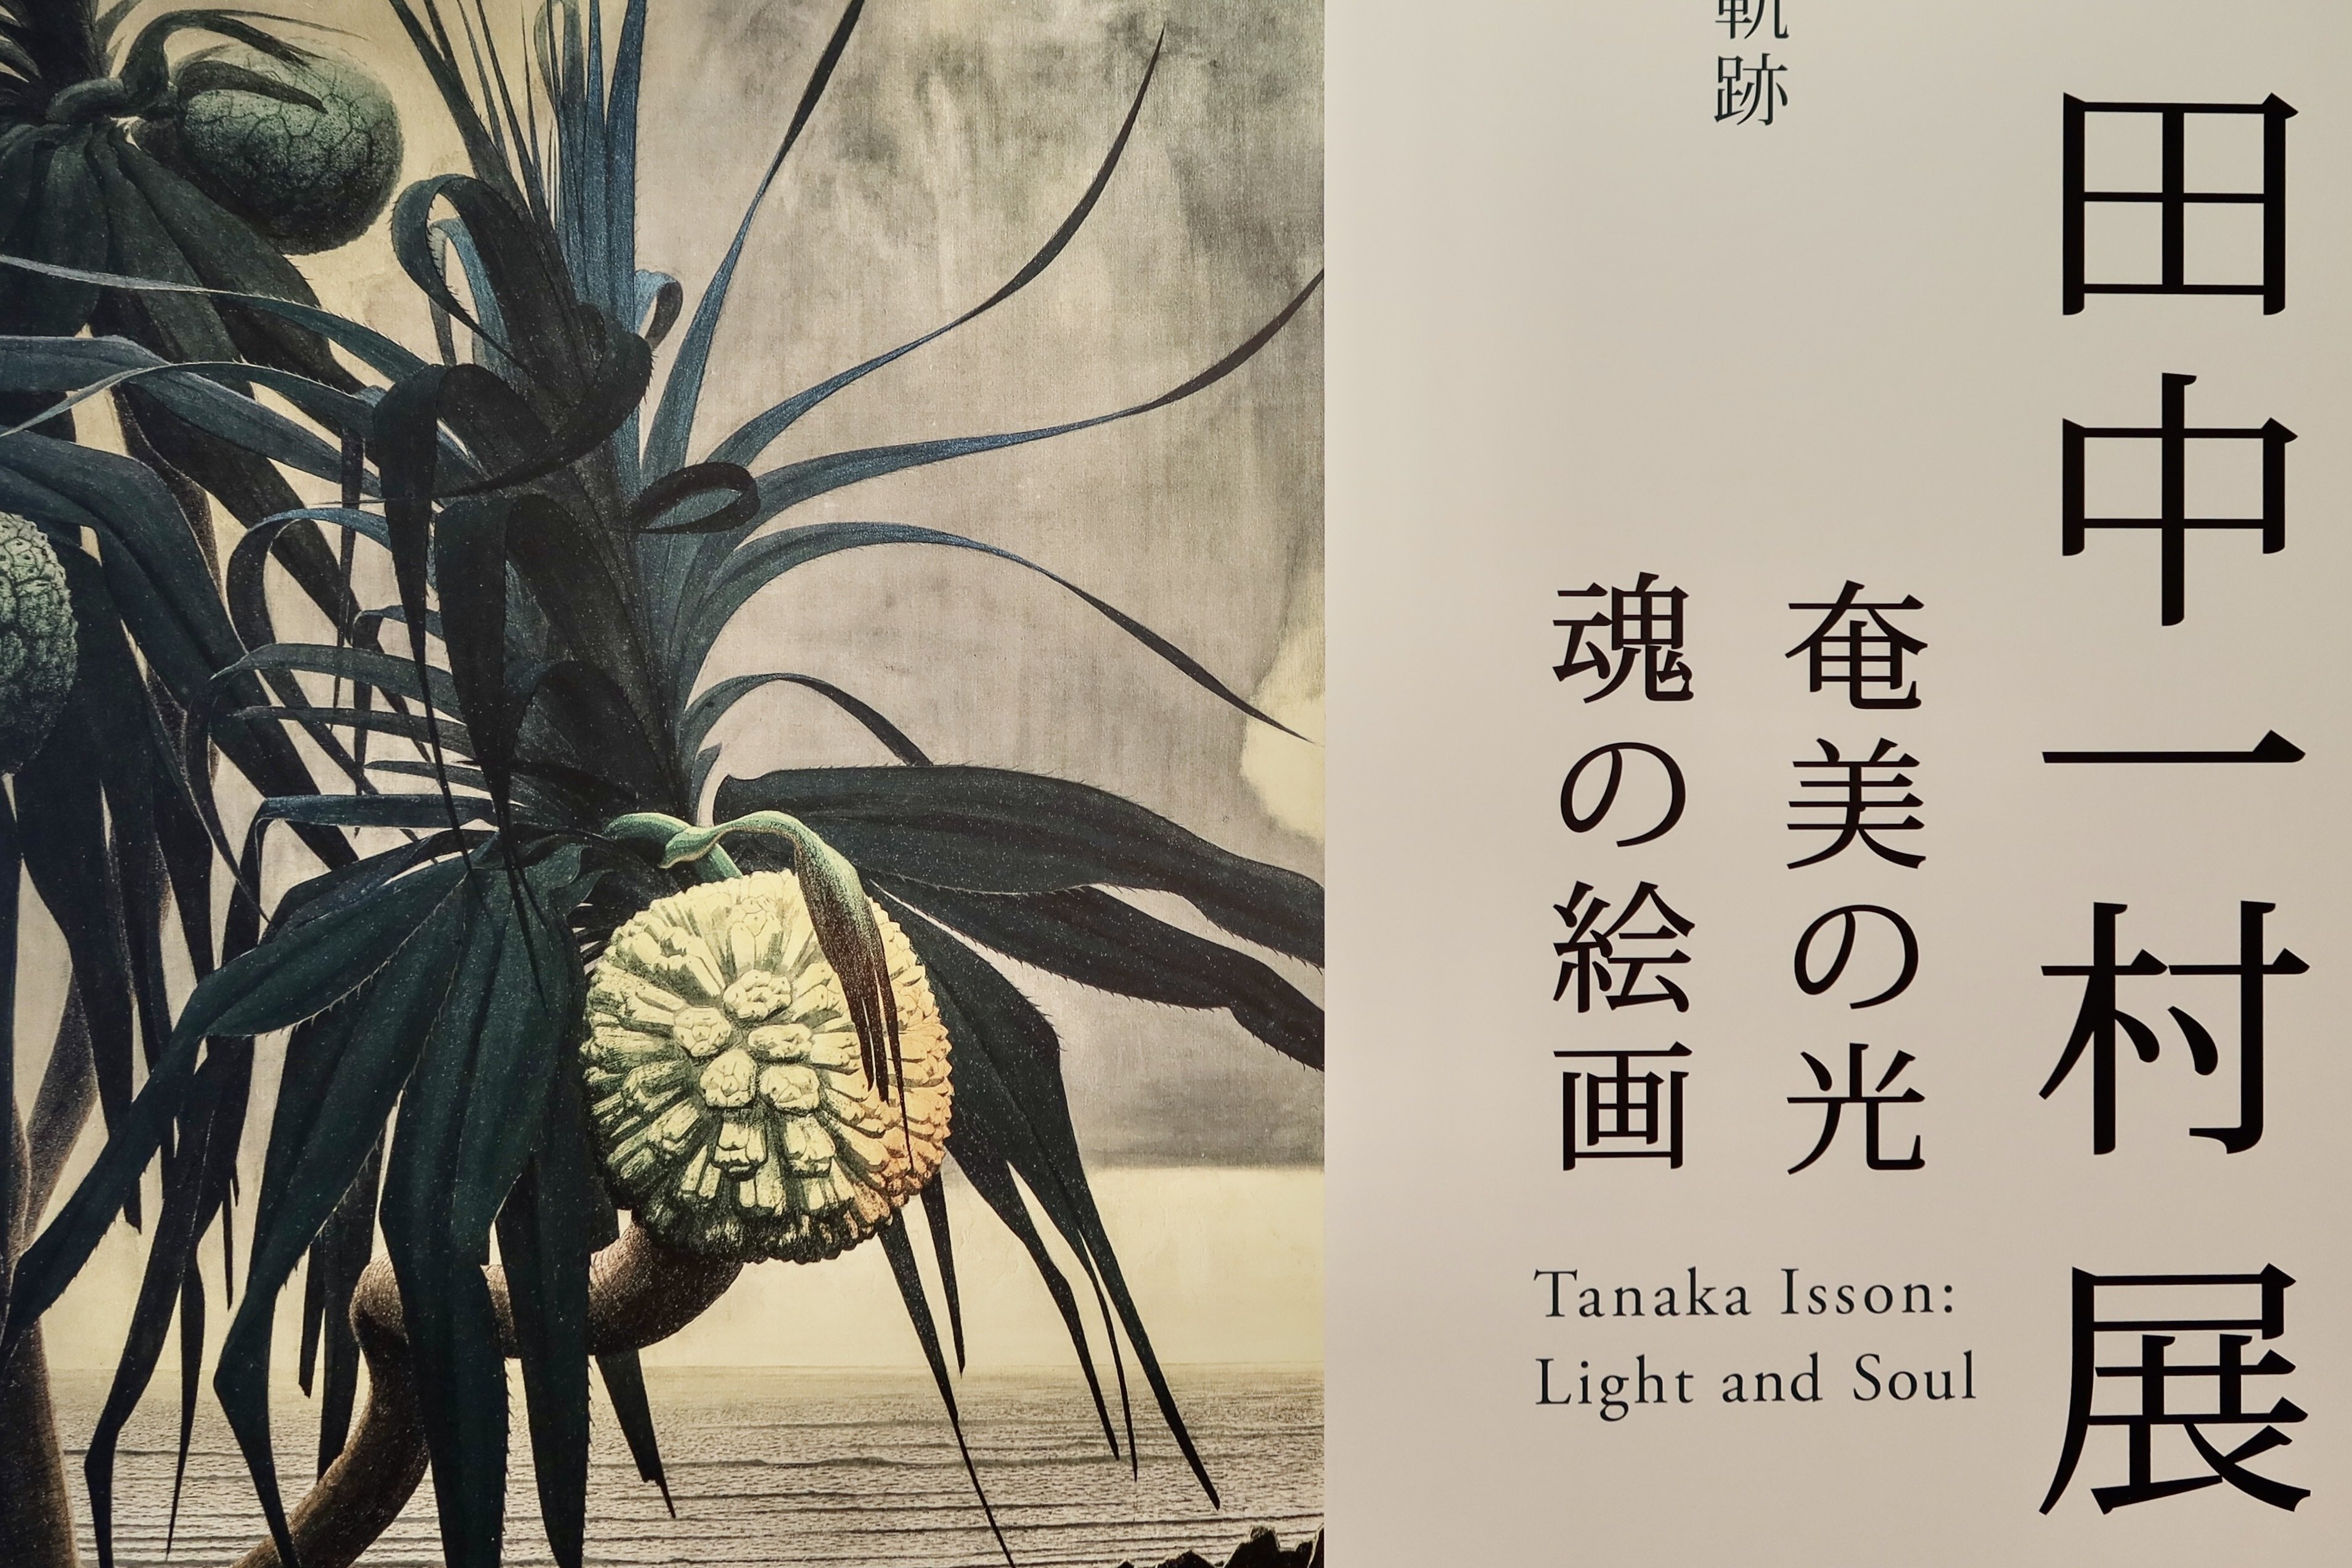 田中一村展
奄美の光
魂の絵画
軌跡
Tanaka Isson:
Light and Soul